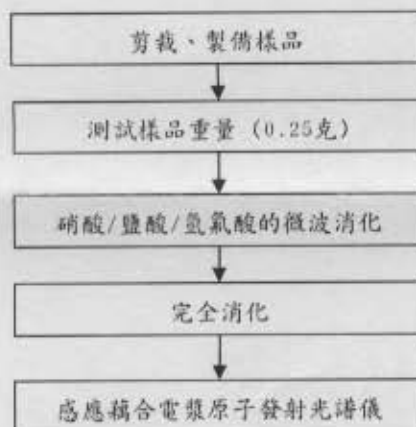 剪裁、製備樣品
測試樣品重量 (0.25克)
硝酸/鹽酸/氫氟酸的微波消化
完全消化
感應耦合電漿原子發射光譜儀